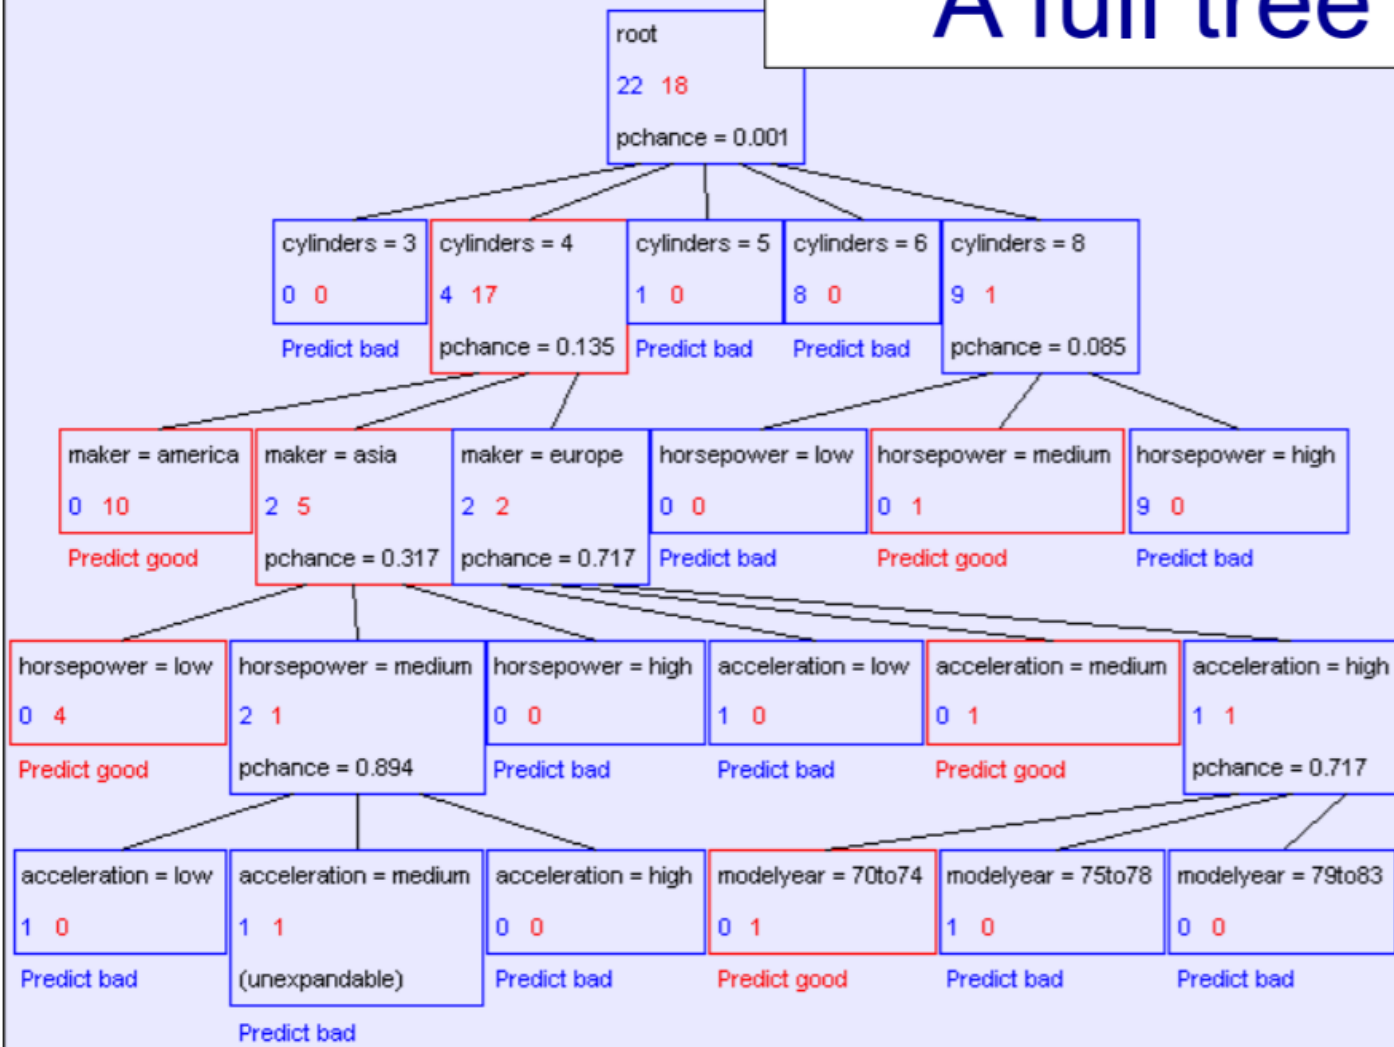 A full tree
root
22 18
pchance = 0.001
cylinders = 3 cylinders = 4 cylinders = 5 cylinders = 6 cylinders = 8
0 0 4 17 1 0 8 0 9 1
Predict bad pchance = 0.135 Predict bad Predict bad pchance = 0.085
maker = america maker = asia maker = europe horsepower = low horsepower = medium horsepower = high
0 10 2 5 2 2 0 0 0 1 9 0
Predict good pchance = 0.317 pchance = 0.717 Predict bad Predict good Predict bad
horsepower = low horsepower = medium horsepower = high acceleration = low acceleration = medium acceleration = high
0 4 2 1 0 0 1 0 0 1 1 1
Predict good pchance = 0.894 Predict bad Predict bad Predict good pchance = 0.717
acceleration = low acceleration = medium acceleration = high modelyear = 70to74 modelyear = 75to78 modelyear = 79to83
1 0 1 1 0 0 0 1 1 0 0 0
Predict bad (unexpandable) Predict bad Predict good Predict bad Predict bad
Predict bad